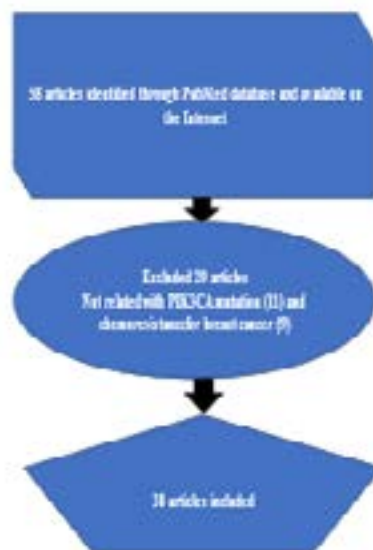 58 articles identified through PubMed database and available on
the Internet
Excluded 20 articles
Not related with PIK3CA mutation (11) and
breast cancer (9)
38 articles included